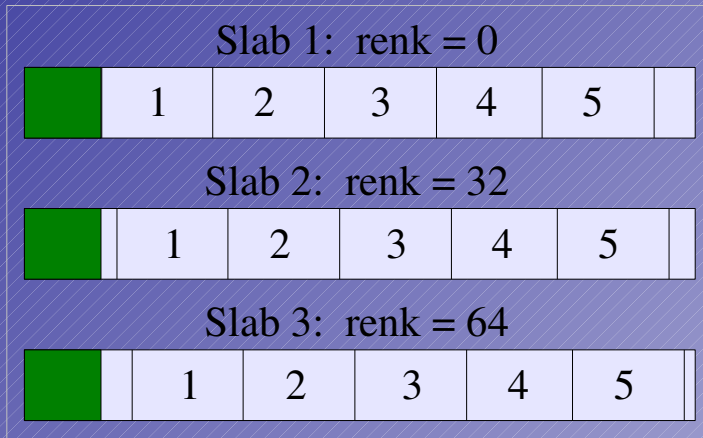 Slab 1: renk = 0
1 2 3 4 5
Slab 2: renk = 32
1 2 3 4 5
Slab 3: renk = 64
1 2 3 4 5